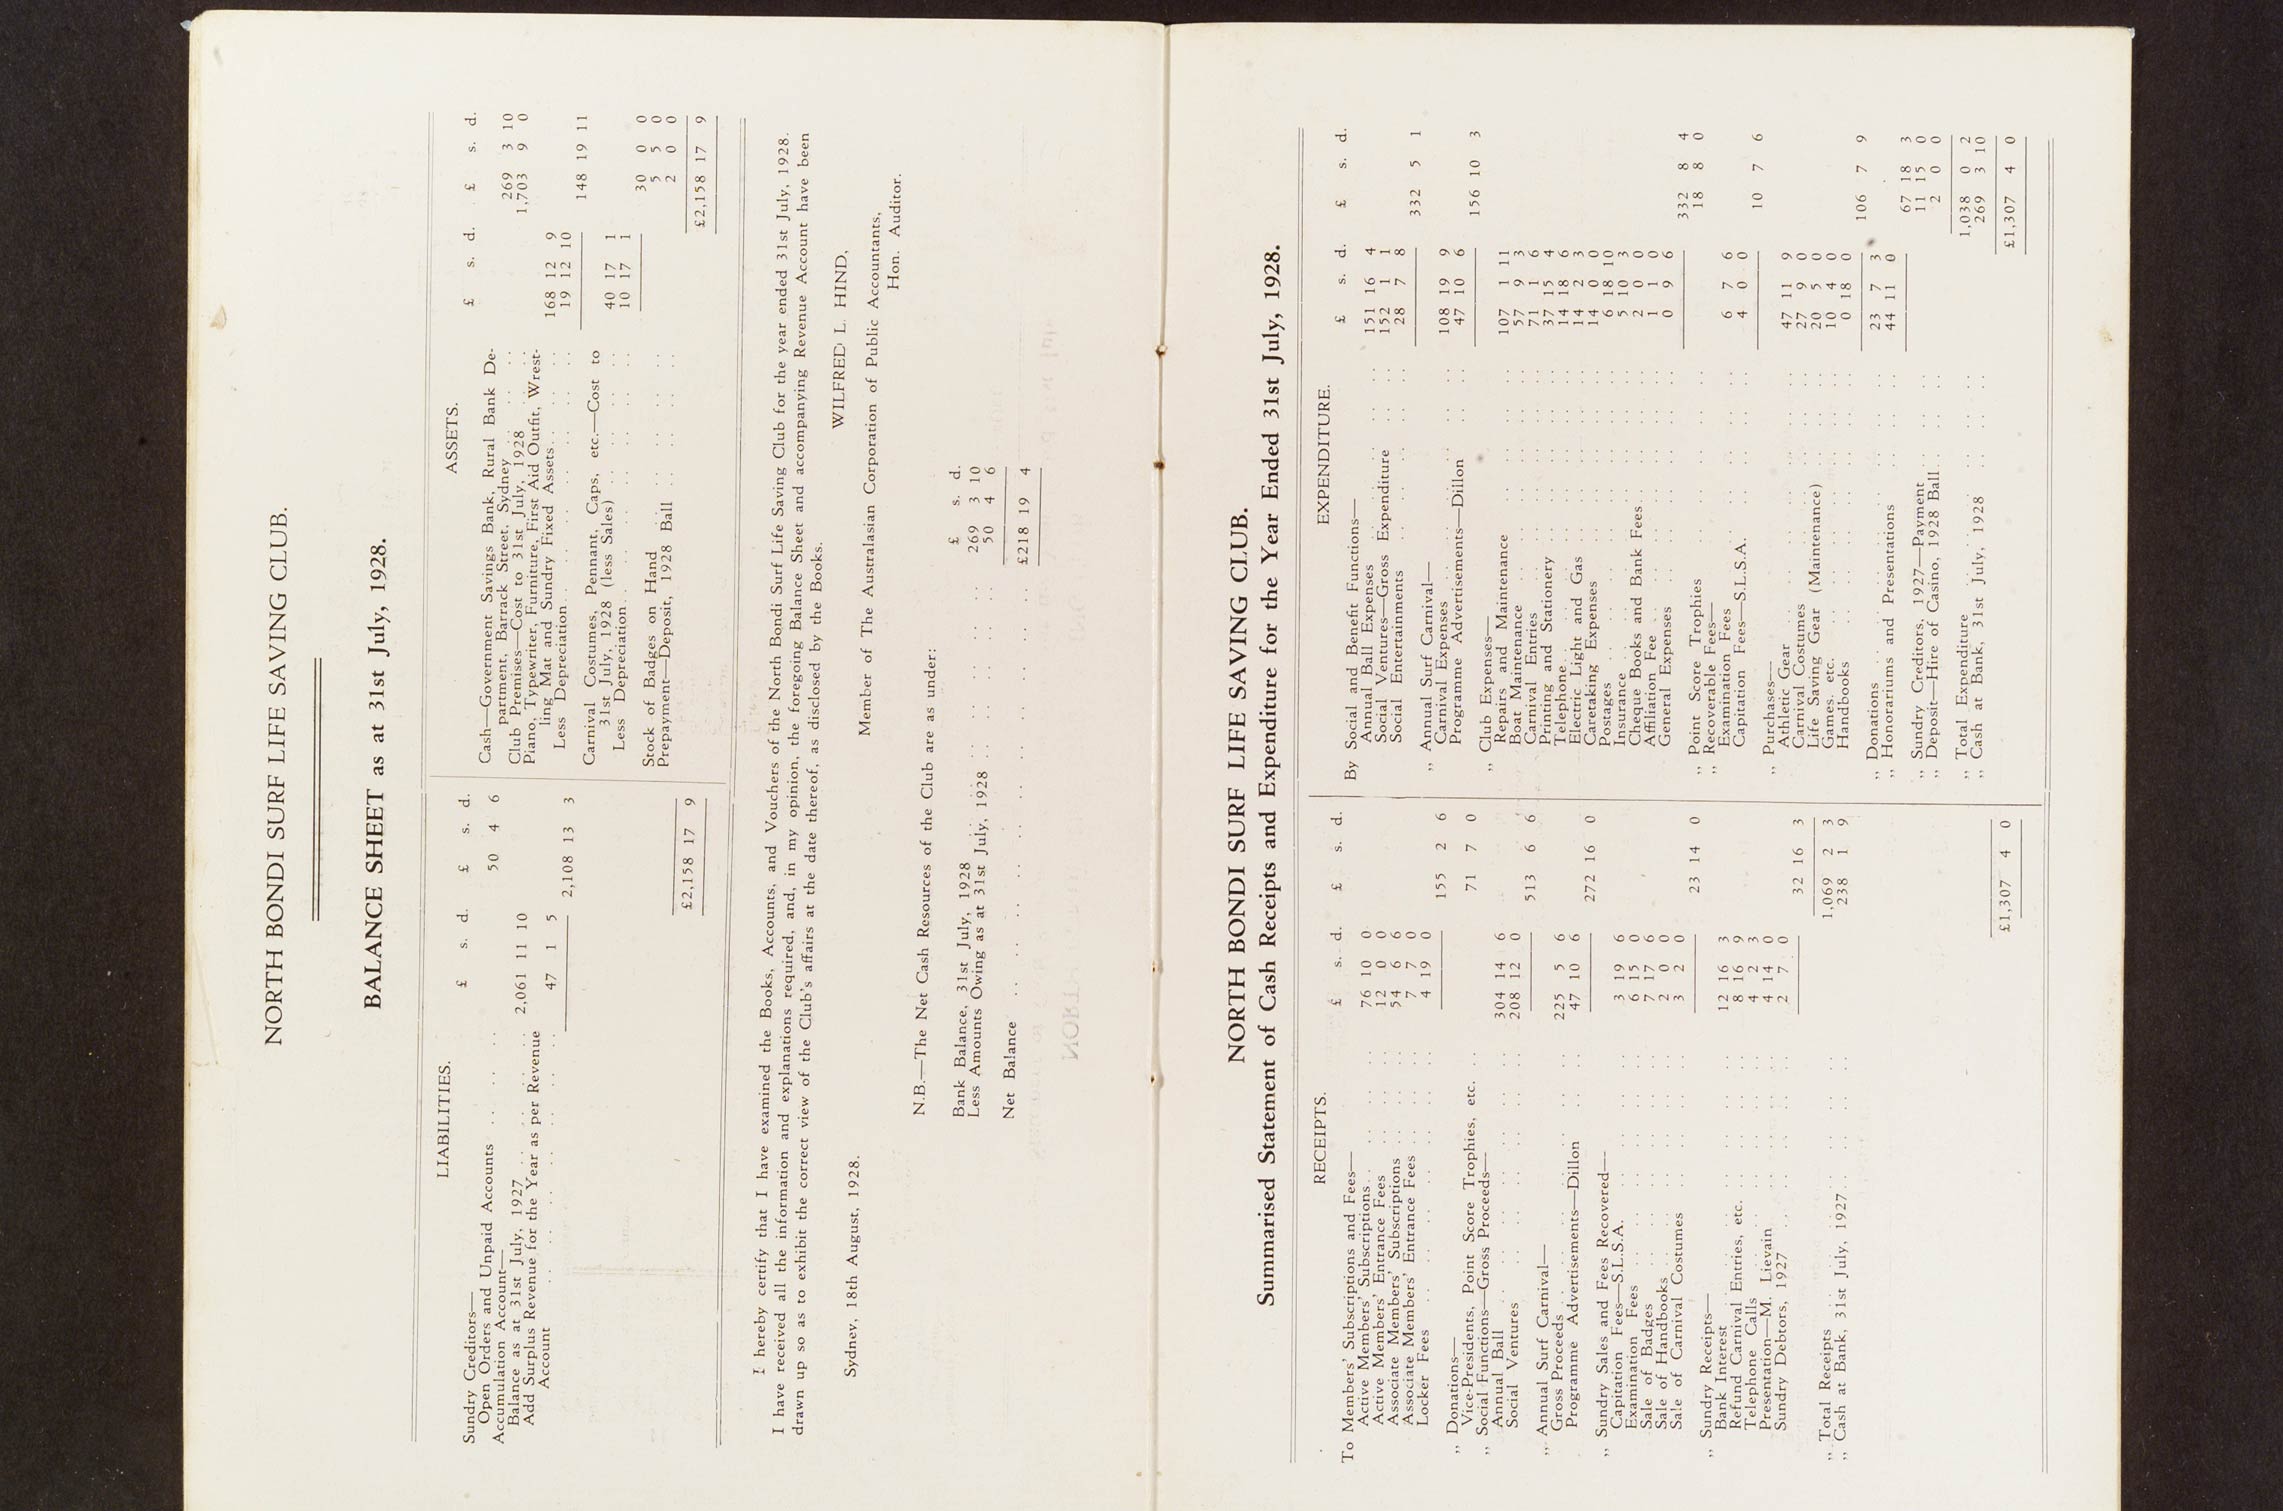 NORTH BONDI SURF LIFE SAVING CLUB.
BALANCE SHEET as at 31st July, 1928.
LIABILITIES.
£ s. d. £ s. d.
Sundry Creditors—
Open Orders and Unpaid Accounts .. .. .. 50 4 6
Accumulation Account—
Balance as at 31st July, 1927 .. .. .. 2,061 11 10
Add Surplus Revenue for the Year as per Revenue
Account .. .. .. .. .. .. 47 1 5
2,108 13 3
£2,158 17 9
ASSETS.
£ s. d. £ s. d.
Cash—Government Savings Bank, Rural Bank De-
partment, Barrack Street, Sydney .. .. .. 269 3 10
Club Premises—Cost to 31st July, 1928 .. .. 1,703 9 0
Piano, Typewriter, Furniture, First Aid Outfit, Wrest-
ling Mat and Sundry Fixed Assets .. .. .. 168 12 9
Less Depreciation .. .. .. .. .. 19 12 10
148 19 11
Carnival Costumes, Pennant, Caps, etc.—Cost to
31st July, 1928 (less Sales) .. .. .. .. 40 17 1
Less Depreciation .. .. .. .. .. 10 17 1
30 0 0
Stock of Badges on Hand .. .. .. .. 5 5 0
Prepayment—Deposit, 1928 Ball .. .. .. .. 2 0 0
£2,158 17 9
I hereby certify that I have examined the Books, Accounts, and Vouchers of the North Bondi Surf Life Saving Club for the year ended 31st July, 1928.
I have received all the information and explanations required, and, in my opinion, the foregoing Balance Sheet and accompanying Revenue Account have been
drawn up so as to exhibit the correct view of the Club's affairs at the date thereof, as disclosed by the Books.
WILFRED L. HIND,
Member of The Australasian Corporation of Public Accountants,
Hon. Auditor.
Sydney, 18th August, 1928.
N.B.—The Net Cash Resources of the Club are as under:
£ s. d.
Bank Balance, 31st July, 1928 .. .. .. .. .. 269 3 10
Less Amounts Owing as at 31st July, 1928 .. .. .. .. 50 4 6
Net Balance .. .. .. .. .. .. .. .. £218 19 4
NORTH BONDI SURF LIFE SAVING CLUB.
Summarised Statement of Cash Receipts and Expenditure for the Year Ended 31st July, 1928.
RECEIPTS.
£ s. d. £ s. d.
To Members' Subscriptions and Fees—
Active Members' Subscriptions .. .. .. .. 76 10 0
Active Members' Entrance Fees .. .. .. .. 12 0 0
Associate Members' Subscriptions .. .. .. 54 6 6
Associate Members' Entrance Fees .. .. .. 7 7 0
Locker Fees .. .. .. .. .. .. 4 19 0
155 2 6
,, Donations—
Vice-Presidents, Point Score Trophies, etc. .. 71 7 0
,, Social Functions—Gross Proceeds—
Annual Ball .. .. .. .. .. .. 304 14 6
Social Ventures .. .. .. .. .. 208 12 0
513 6 6
,, Annual Surf Carnival—
Gross Proceeds .. .. .. .. .. 225 5 6
Programme Advertisements—Dillon .. .. 47 10 6
272 16 0
,, Sundry Sales and Fees Recovered—
Capitation Fees—S.L.S.A. .. .. .. .. 3 19 6
Examination Fees .. .. .. .. .. 6 15 0
Sale of Badges .. .. .. .. .. 7 17 6
Sale of Handbooks .. .. .. .. .. 2 0 0
Sale of Carnival Costumes .. .. .. .. 3 2 0
23 14 0
,, Sundry Receipts—
Bank Interest .. .. .. .. .. 12 16 3
Refund Carnival Entries, etc. .. .. .. 8 16 9
Telephone Calls .. .. .. .. .. 4 2 3
Presentation—M. Lievain .. .. .. .. 4 14 0
Sundry Debtors, 1927 .. .. .. .. 2 7 0
32 16 3
,, Total Receipts .. .. .. .. .. 1,069 2 3
,, Cash at Bank, 31st July, 1927 .. .. .. 238 1 9
£1,307 4 0
EXPENDITURE.
£ s. d. £ s. d.
By Social and Benefit Functions—
Annual Ball Expenses .. .. .. .. 151 16 4
Social Ventures—Gross Expenditure .. .. .. 152 1 1
Social Entertainments .. .. .. .. 28 7 8
332 5 1
,, Annual Surf Carnival—
Carnival Expenses .. .. .. .. .. 108 19 9
Programme Advertisements—Dillon .. .. .. 47 10 6
156 10 3
,, Club Expenses—
Repairs and Maintenance .. .. .. .. 107 1 11
Boat Maintenance .. .. .. .. .. 57 9 3
Carnival Entries .. .. .. .. .. 71 1 6
Printing and Stationery .. .. .. .. 37 15 4
Telephone .. .. .. .. .. .. 14 18 6
Electric Light and Gas .. .. .. .. 14 2 3
Caretaking Expenses .. .. .. .. .. 14 0 0
Postages .. .. .. .. .. .. 6 18 10
Insurance .. .. .. .. .. .. 5 10 3
Cheque Books and Bank Fees .. .. .. .. 2 0 0
Affiliation Fee .. .. .. .. .. 1 1 0
General Expenses .. .. .. .. .. 0 9 6
332 8 4
,, Point Score Trophies .. .. .. .. 18 8 0
,, Recoverable Fees—
Examination Fees .. .. .. .. .. 6 7 6
Capitation Fees—S.L.S.A. .. .. .. .. 4 0 0
10 7 6
,, Purchases—
Athletic Gear .. .. .. .. .. 47 11 9
Carnival Costumes .. .. .. .. .. 27 9 0
Life Saving Gear (Maintenance) .. .. .. 20 5 0
Games, etc. .. .. .. .. .. .. 10 4 0
Handbooks .. .. .. .. .. .. 0 18 0
106 7 9
,, Donations .. .. .. .. .. .. 23 7 3
,, Honorariums and Presentations .. .. .. 44 11 0
67 18 3
,, Sundry Creditors, 1927—Payment .. .. .. 11 15 0
,, Deposit—Hire of Casino, 1928 Ball .. .. .. 2 0 0
,, Total Expenditure .. .. .. .. .. 1,038 0 2
,, Cash at Bank, 31st July, 1928 .. .. .. 269 3 10
£1,307 4 0